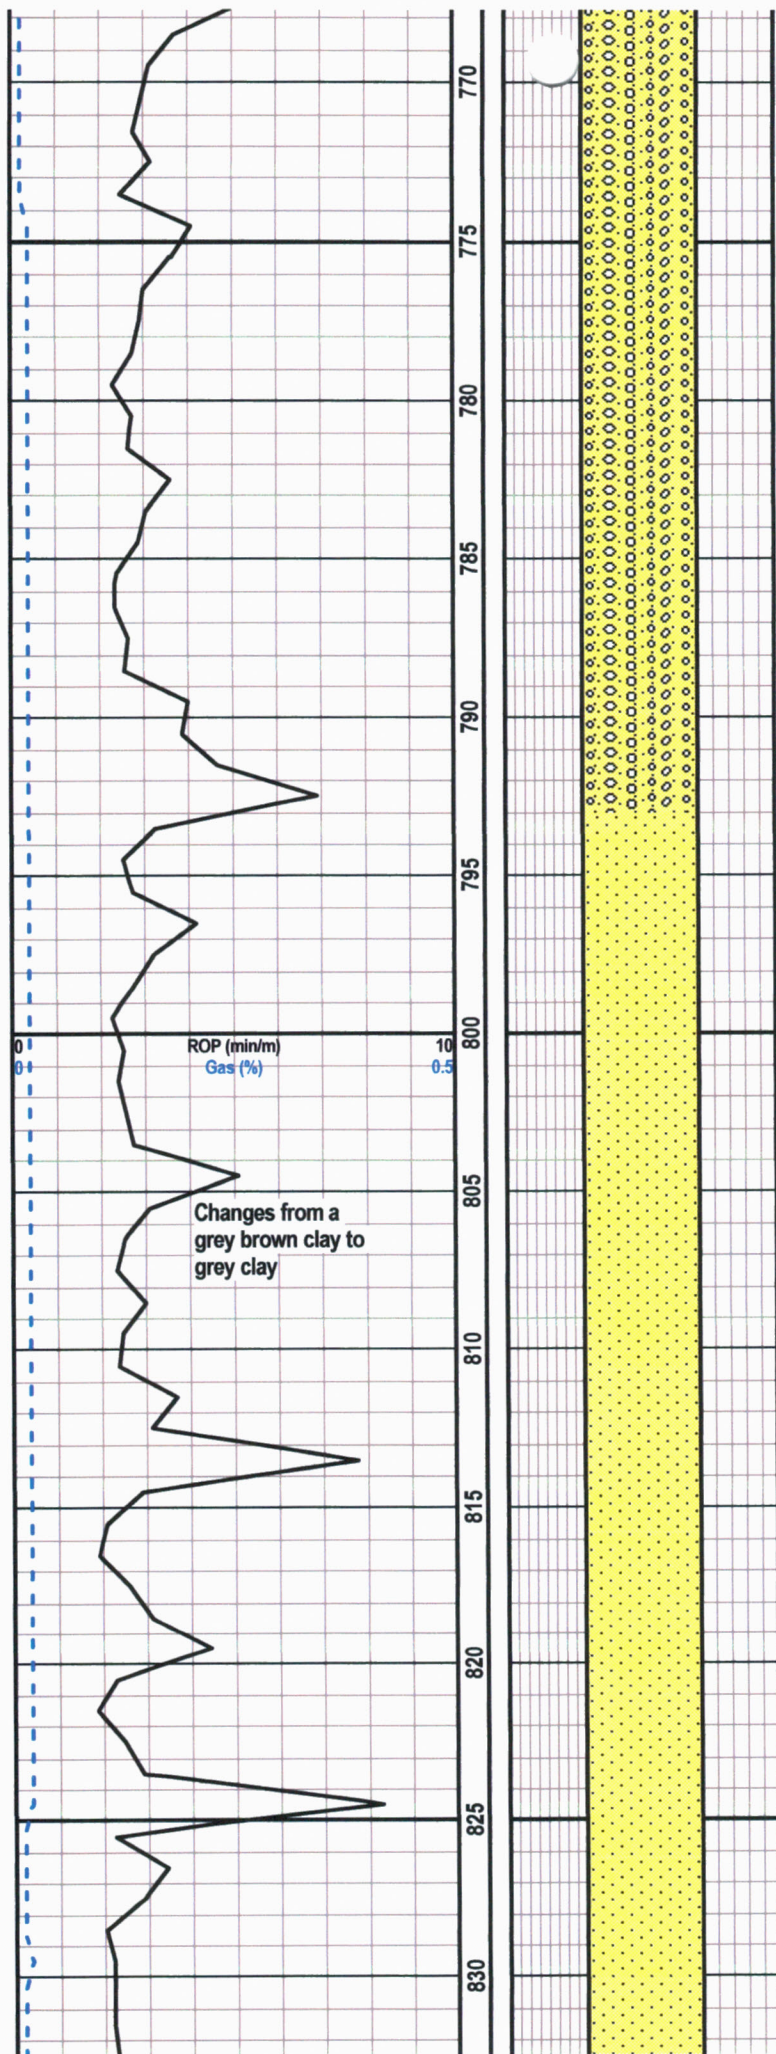 770
775
780
785
790
795
800
0 ROP (min/m) 10
0 Gas (%) 0.5
805
Changes from a
grey brown clay to
grey clay
810
815
820
825
830